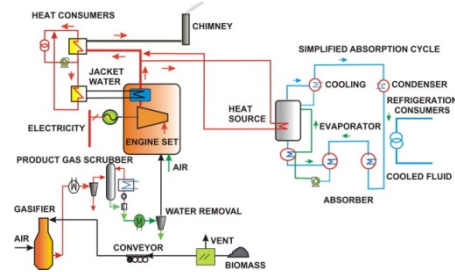 HEAT CONSUMERS
CHIMNEY
SIMPLIFIED ABSORPTION CYCLE
JACKET
WATER
COOLING
CONDENSER
HEAT
SOURCE
REFRIGERATION
CONSUMERS
ELECTRICITY
ENGINE SET
EVAPORATOR
PRODUCT GAS SCRUBBER
AIR
COOLED FLUID
ABSORBER
GASIFIER
WATER REMOVAL
AIR
CONVEYOR
VENT
BIOMASS